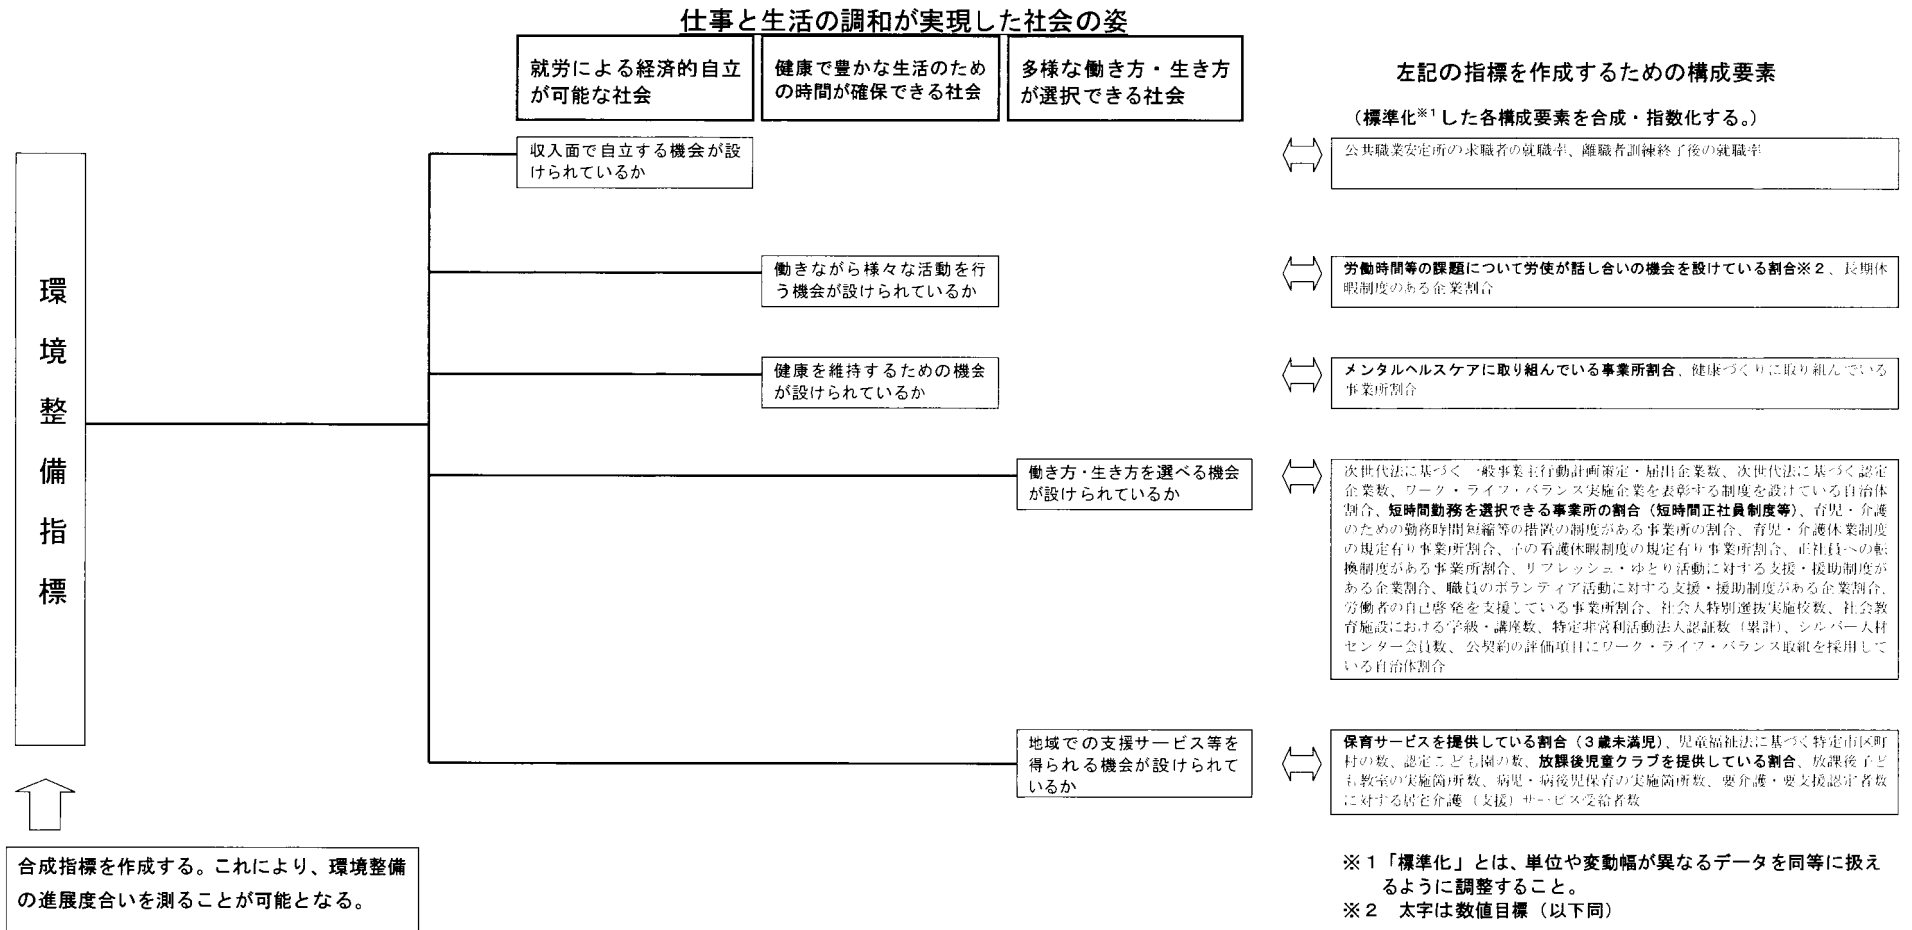 仕事と生活の調和が実現した社会の姿
就労による経済的自立
が可能な社会
健康で豊かな生活のため
の時間が確保できる社会
多様な働き方・生き方
が選択できる社会
左記の指標を作成するための構成要素
（標準化※1した各構成要素を合成・指数化する。）
環境整備指標
収入面で自立する機会が設
けられているか
公共職業安定所の求職者の就職率、離職者訓練終了後の就職率
働きながら様々な活動を行
う機会が設けられているか
労働時間等の課題について労使が話し合いの機会を設けている割合※２、長期休
暇制度のある企業割合
健康を維持するための機会
が設けられているか
メンタルヘルスケアに取り組んでいる事業所割合、健康づくりに取り組んでいる
事業所割合
働き方・生き方を選べる機会
が設けられているか
次世代法に基づく一般事業主行動計画策定・届出企業数、次世代法に基づく認定
企業数、ワーク・ライフ・バランス実施企業を表彰する制度を設けている自治体
割合、短時間勤務を選択できる事業所の割合（短時間正社員制度等）、育児・介護
のための勤務時間短縮等の措置の制度がある事業所の割合、育児・介護休業制度
の規定有り事業所割合、子の看護休暇制度の規定有り事業所割合、正社員への転
換制度がある事業所割合、リフレッシュ・ゆとり活動に対する支援・援助制度が
ある企業割合、職員のボランティア活動に対する支援・援助制度がある企業割合、
労働者の自己啓発を支援している事業所割合、社会人特別選抜実施校数、社会教
育施設における学級・講座数、特定非営利活動法人認証数（累計）、シルバー人材
センター会員数、公契約の評価項目にワーク・ライフ・バランス取組を採用して
いる自治体割合
地域での支援サービス等を
得られる機会が設けられて
いるか
保育サービスを提供している割合（３歳未満児）、児童福祉法に基づく特定市区町
村の数、認定こども園の数、放課後児童クラブを提供している割合、放課後子ど
も教室の実施箇所数、病児・病後児保育の実施箇所数、要介護・要支援認定者数
に対する居宅介護（支援）サービス受給者数
合成指標を作成する。これにより、環境整備
の進展度合いを測ることが可能となる。
※１「標準化」とは、単位や変動幅が異なるデータを同等に扱え
るように調整すること。
※２　太字は数値目標（以下同）